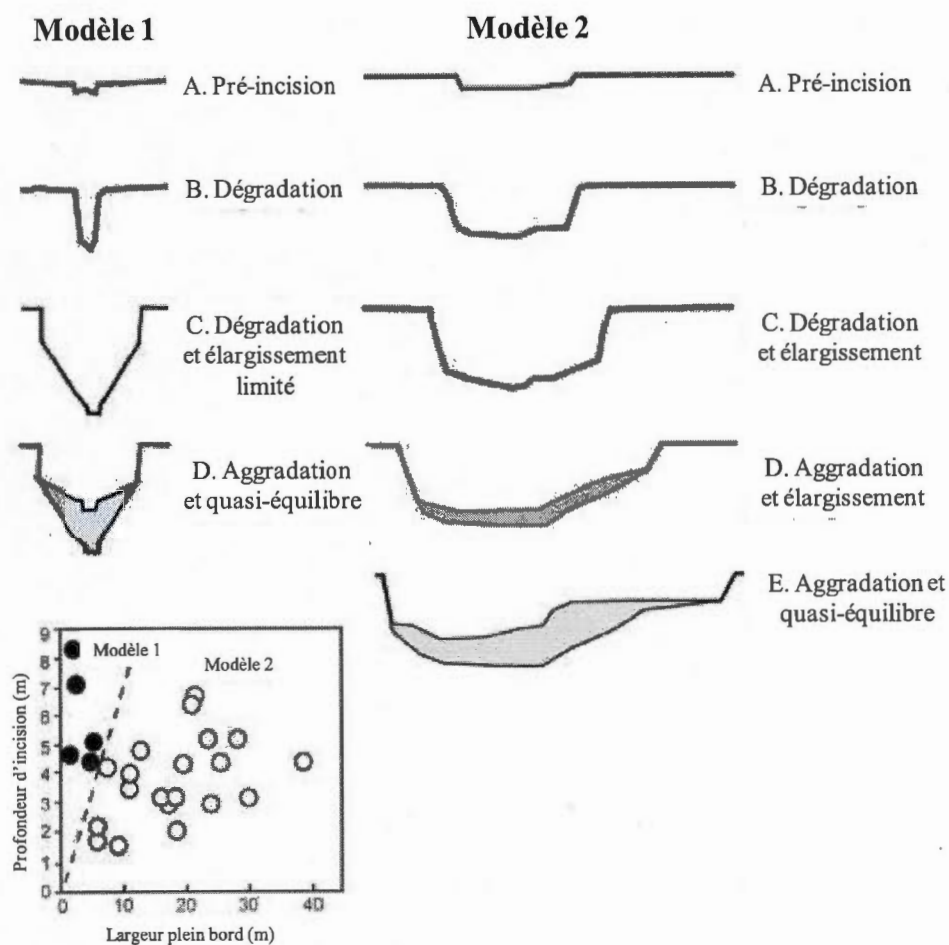 Modèle 1
A. Pré-incision
B. Dégradation
C. Dégradation
et élargissement
limité
D. Aggradation
et quasi-équilibre
Modèle 2
A. Pré-incision
B. Dégradation
C. Dégradation
et élargissement
D. Aggradation
et élargissement
E. Aggradation et
quasi-équilibre
Profondeur d'incision (m)
9
8
7
6
5
4
3
2
1
0
Modèle 1
Modèle 2
0
10
20
30
40
Largeur plein bord (m)